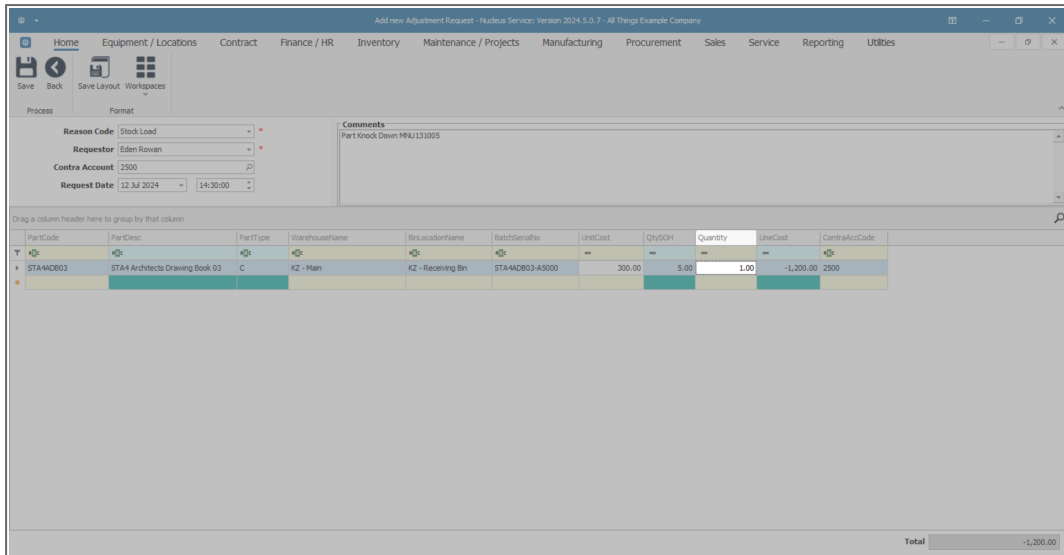 Add new Adjustment Request - Nucleus Service: Version 2024.5.0.7 - All Things Example Company
Home Equipment / Locations Contract Finance / HR Inventory Maintenance / Projects Manufacturing Procurement Sales Service Reporting Utilities
Save Back Save Layout Workspaces
Process Format
Reason Code Stock Load *
Requestor Eden Rowan *
Contra Account 2500
Request Date 12 Jul 2024 14:30:00
Comments
Part Knock Down MNU131005
Drag a column header here to group by that column
PartCode PartDesc PartType WarehouseName BinLocationName BatchSerialNo UnitCost QtySOH Quantity LineCost ContraAccCode
STA4ADB03 STA4 Architects Drawing Book 03 C KZ - Main KZ - Receiving Bin STA4ADB03-A5000 300.00 5.00 1.00 -1,200.00 2500
Total -1,200.00